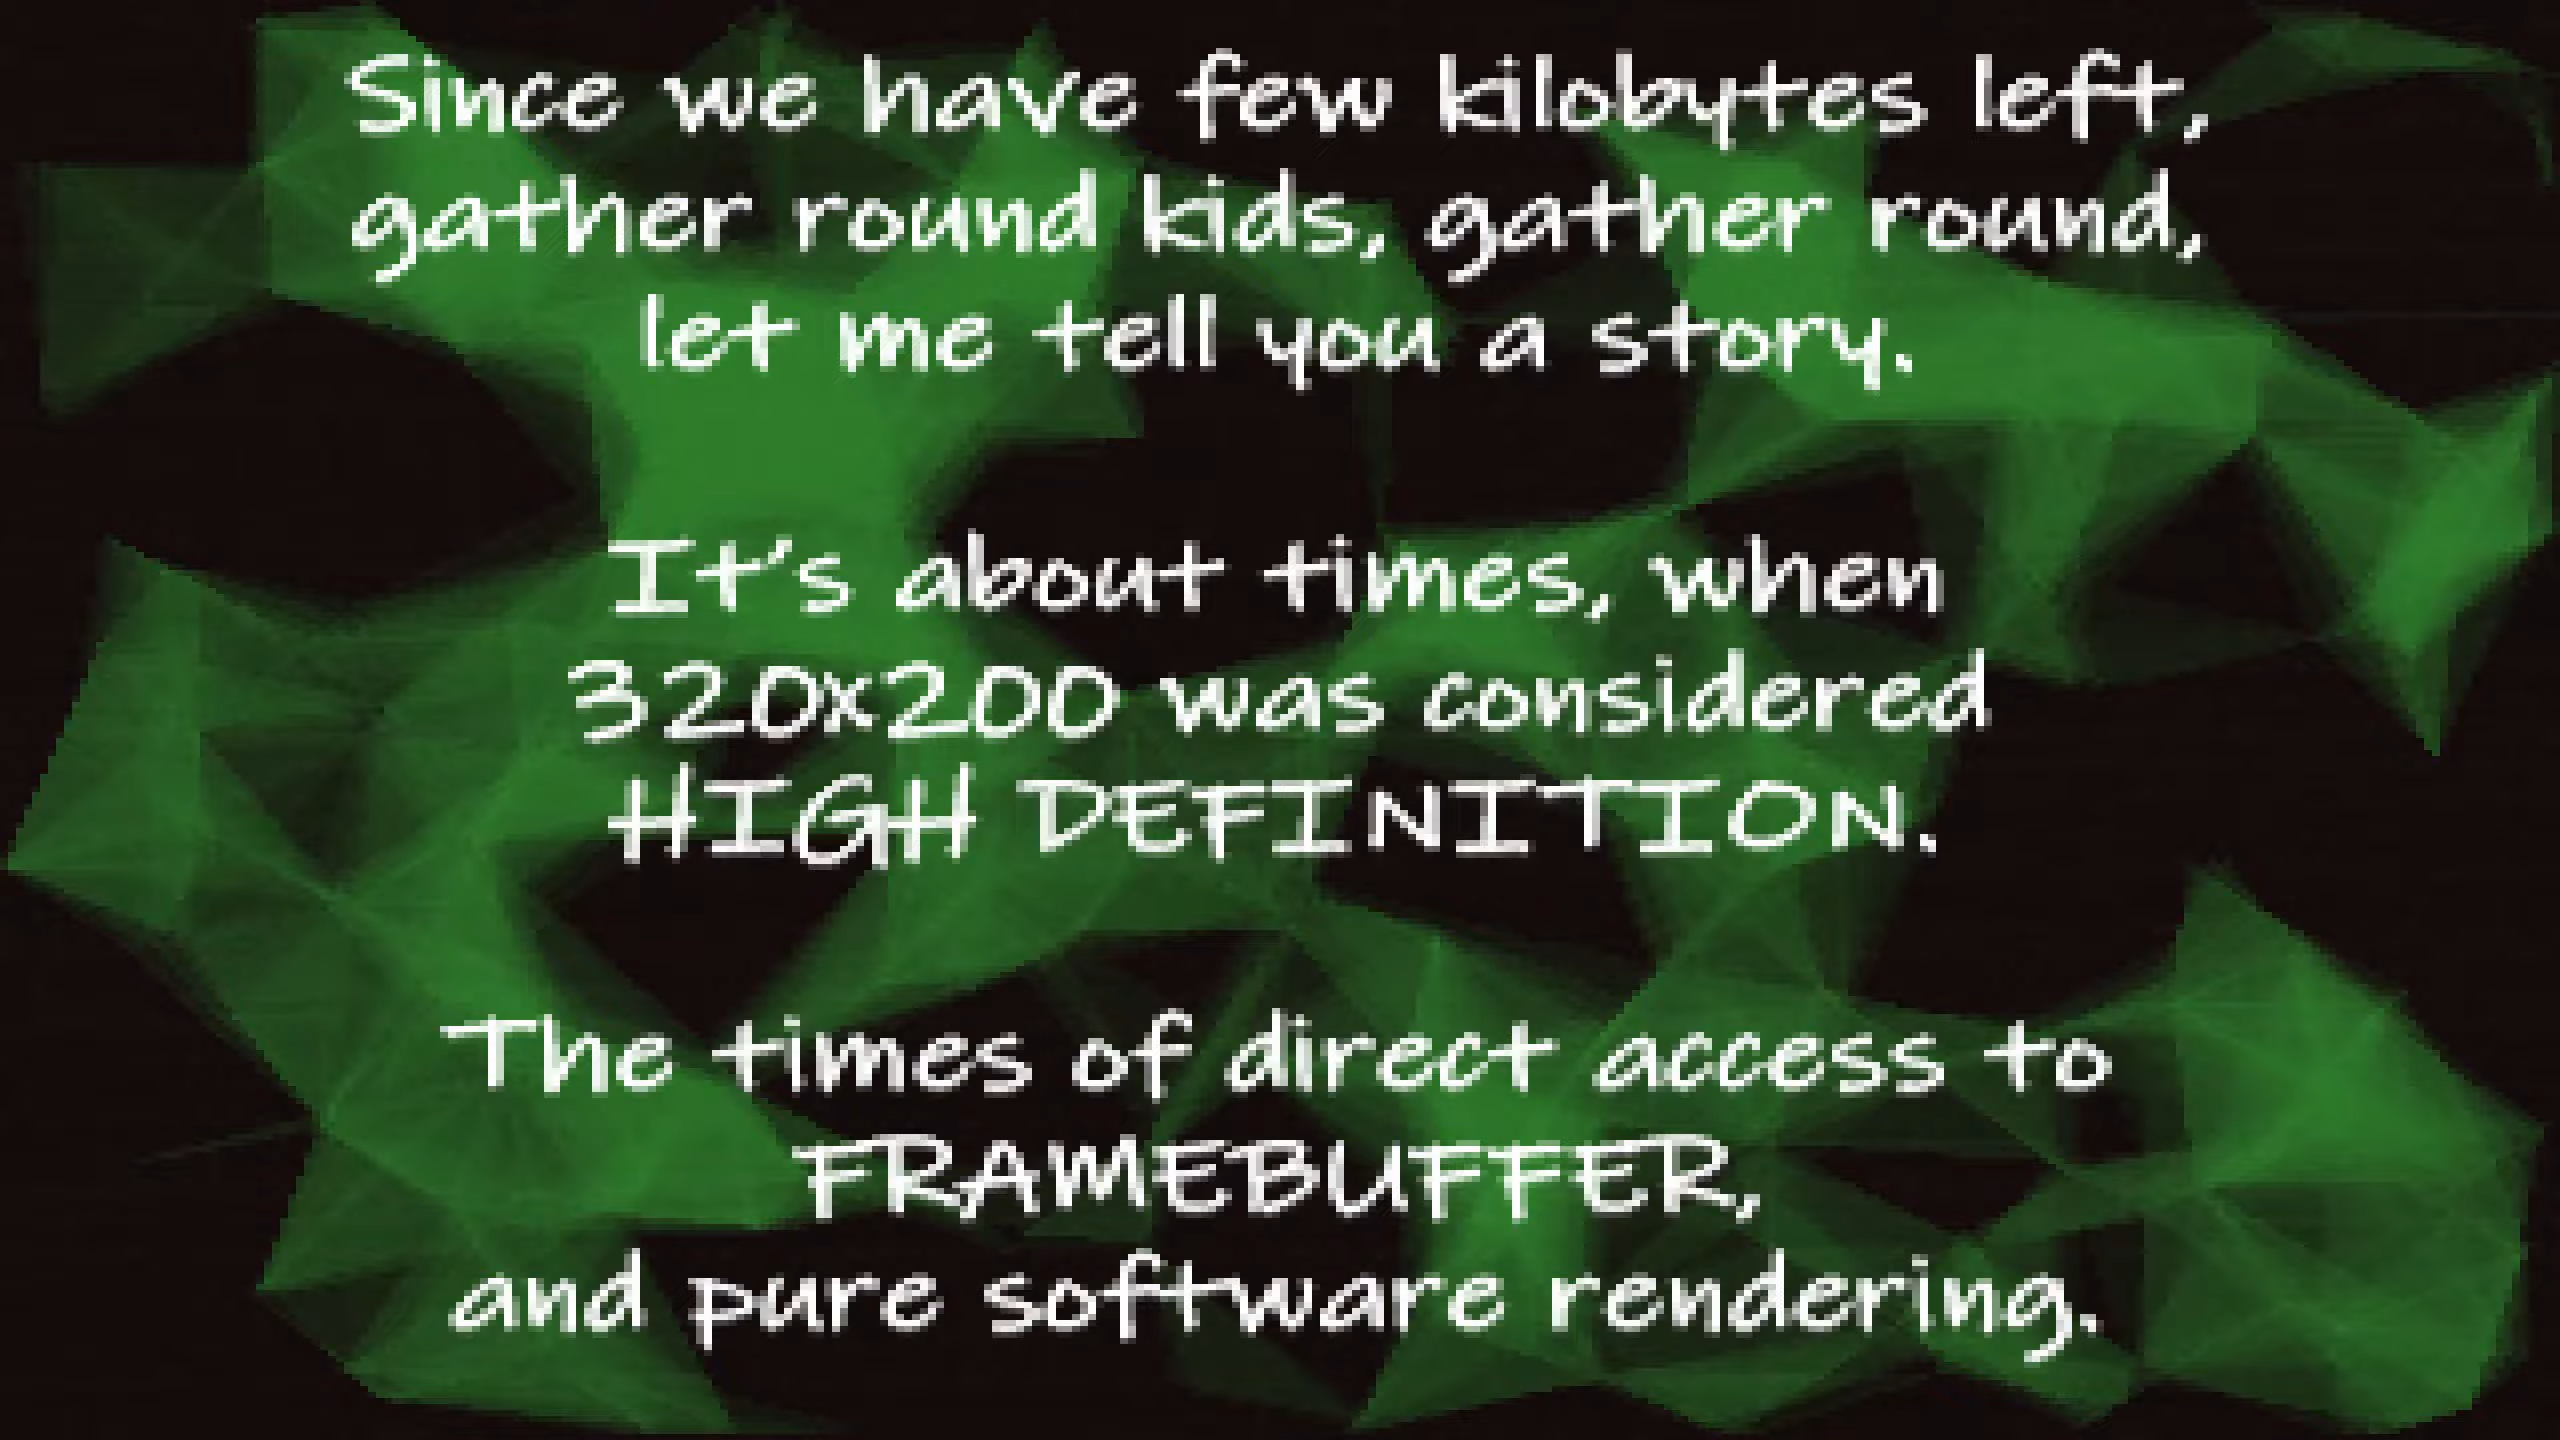 Since we have few kilobytes left,
gather round kids, gather round,
let me tell you a story.
It's about times, when
320x200 was considered
HIGH DEFINITION.
The times of direct access to
FRAMEBUFFER,
and pure software rendering.